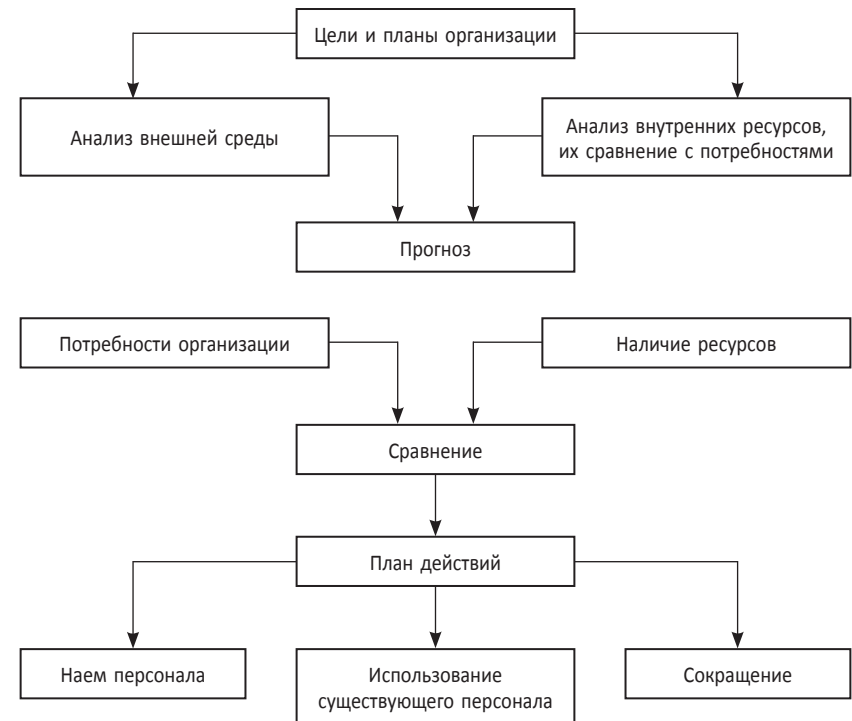 Цели и планы организации
Анализ внешней среды
Анализ внутренних ресурсов,
их сравнение с потребностями
Прогноз
Потребности организации
Наличие ресурсов
Сравнение
План действий
Наем персонала
Использование
существующего персонала
Сокращение